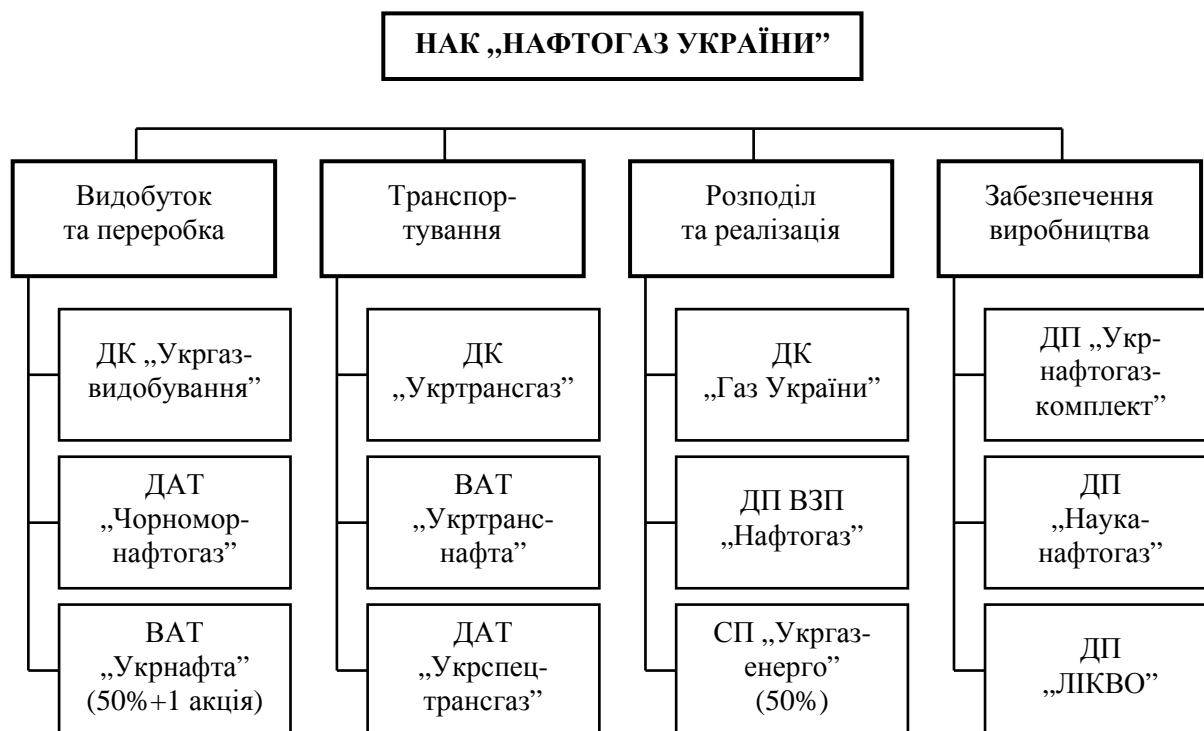 НАК „НАФТОГАЗ УКРАЇНИ”
Видобуток
та переробка
Транспор-
тування
Розподіл
та реалізація
Забезпечення
виробництва
ДК „Укргаз-
видобування”
ДК
„Укртрансгаз”
ДК
„Газ України”
ДП „Укр-
нафтогаз-
комплект”
ДАТ
„Чорномор-
нафтогаз”
ВАТ
„Укртранс-
нафта”
ДП ВЗП
„Нафтогаз”
ДП
„Наука-
нафтогаз”
ВАТ
„Укрнафта”
(50%+1 акція)
ДАТ
„Укрспец-
трансгаз”
СП „Укргаз-
енерго”
(50%)
ДП
„ЛІКВО”